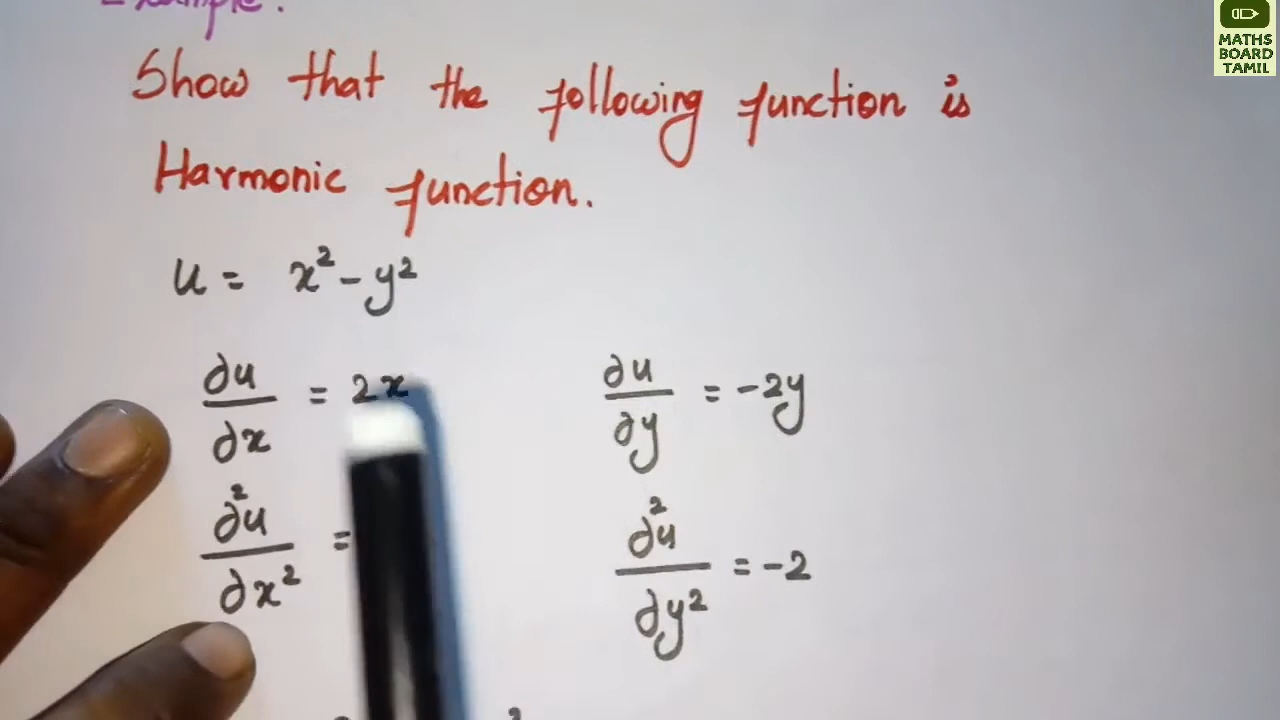 Example:
Show that the following function is
Harmonic function.
u = x² - y²
∂u/∂x = 2x
∂u/∂y = -2y
∂²u/∂x² =
∂²u/∂y² = -2
MATHS
BOARD
TAMIL